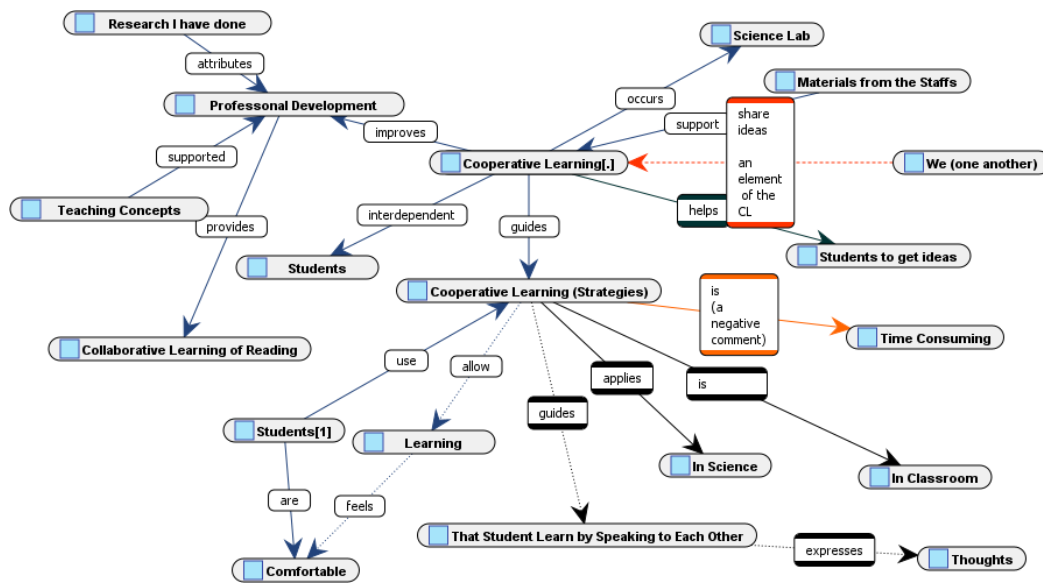 Research I have done
Science Lab
attributes
Materials from the Staffs
Professonal Development
occurs
share
ideas
an
element
of the
CL
support
improves
supported
Cooperative Learning[.]
We (one another)
Teaching Concepts
interdependent
helps
provides
guides
Students to get ideas
Students
Cooperative Learning (Strategies)
is
(a
negative
comment)
Time Consuming
Collaborative Learning of Reading
use
allow
applies
is
guides
Students[1]
Learning
In Science
In Classroom
are
feels
That Student Learn by Speaking to Each Other
expresses
Thoughts
Comfortable